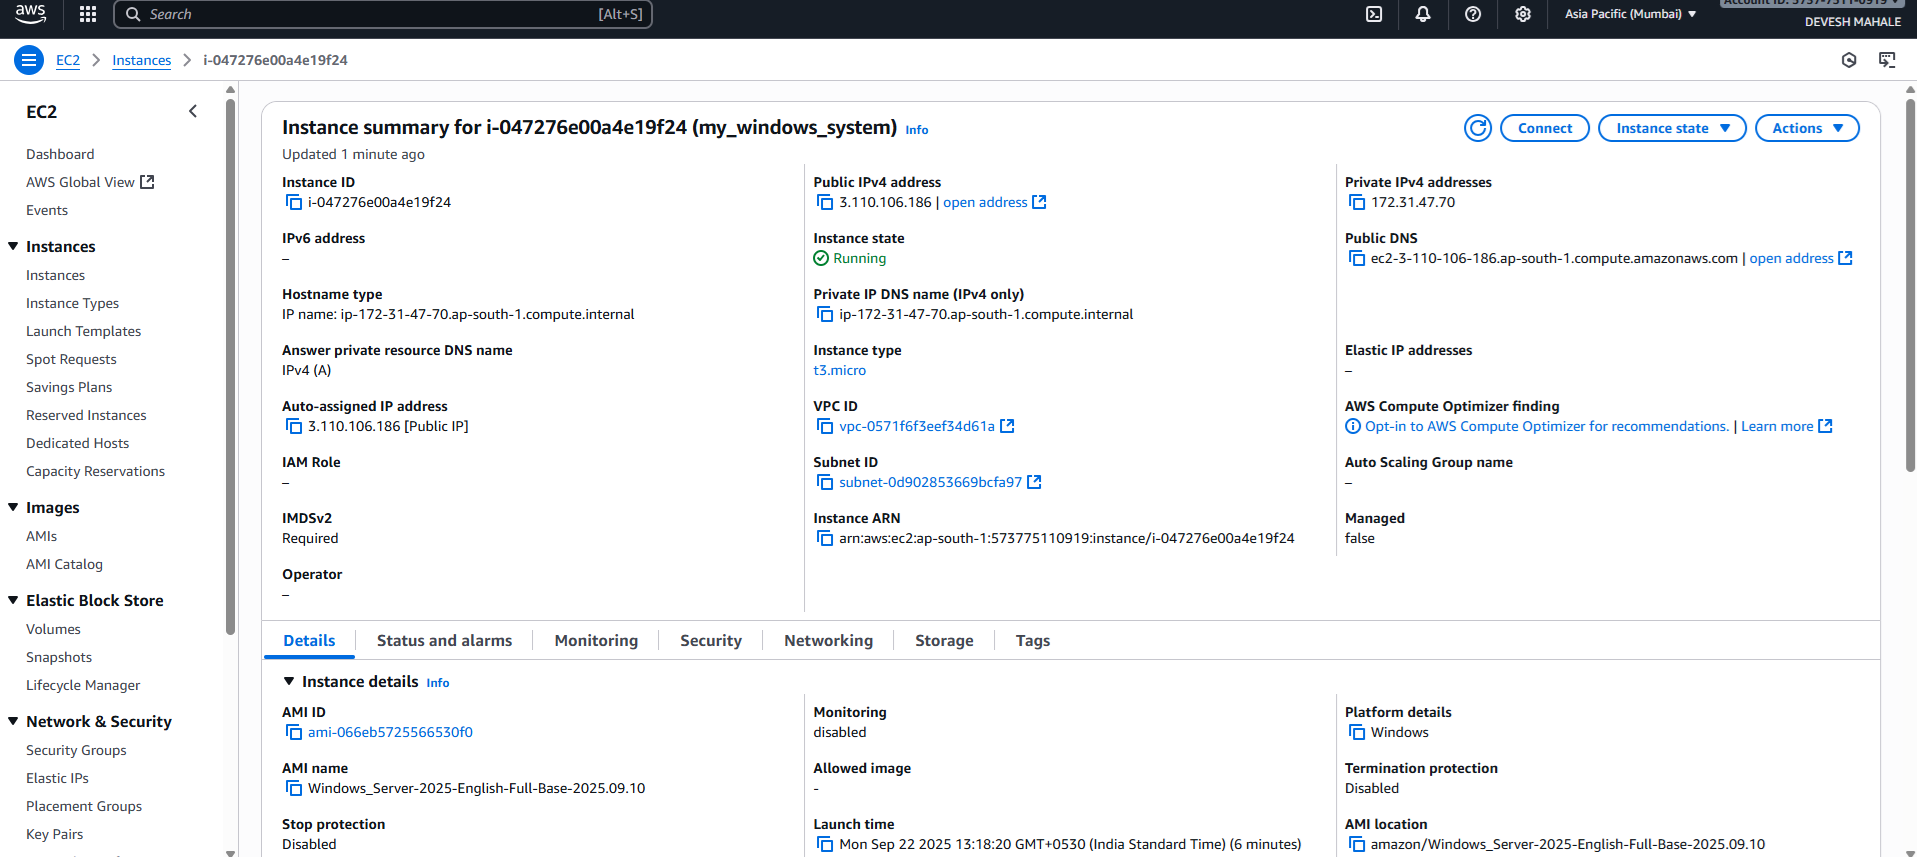 aws
Search [Alt+S]
Asia Pacific (Mumbai)
Account ID: 5737-7511-0919
DEVESH MAHALE
EC2 Instances i-047276e00a4e19f24
EC2
Dashboard
AWS Global View
Events
Instances
Instances
Instance Types
Launch Templates
Spot Requests
Savings Plans
Reserved Instances
Dedicated Hosts
Capacity Reservations
Images
AMIs
AMI Catalog
Elastic Block Store
Volumes
Snapshots
Lifecycle Manager
Network & Security
Security Groups
Elastic IPs
Placement Groups
Key Pairs
Instance summary for i-047276e00a4e19f24 (my_windows_system) Info
Connect Instance state Actions
Updated 1 minute ago
Instance ID
i-047276e00a4e19f24
Public IPv4 address
3.110.106.186 | open address
Private IPv4 addresses
172.31.47.70
IPv6 address
–
Instance state
Running
Public DNS
ec2-3-110-106-186.ap-south-1.compute.amazonaws.com | open address
Hostname type
IP name: ip-172-31-47-70.ap-south-1.compute.internal
Private IP DNS name (IPv4 only)
ip-172-31-47-70.ap-south-1.compute.internal
Answer private resource DNS name
IPv4 (A)
Instance type
t3.micro
Elastic IP addresses
–
Auto-assigned IP address
3.110.106.186 [Public IP]
VPC ID
vpc-0571f6f3eef34d61a
AWS Compute Optimizer finding
Opt-in to AWS Compute Optimizer for recommendations. | Learn more
IAM Role
–
Subnet ID
subnet-0d902853669bcfa97
Auto Scaling Group name
–
IMDSv2
Required
Instance ARN
arn:aws:ec2:ap-south-1:573775110919:instance/i-047276e00a4e19f24
Managed
false
Operator
–
Details Status and alarms Monitoring Security Networking Storage Tags
Instance details Info
AMI ID
ami-066eb5725566530f0
Monitoring
disabled
Platform details
Windows
AMI name
Windows_Server-2025-English-Full-Base-2025.09.10
Allowed image
-
Termination protection
Disabled
Stop protection
Disabled
Launch time
Mon Sep 22 2025 13:18:20 GMT+0530 (India Standard Time) (6 minutes)
AMI location
amazon/Windows_Server-2025-English-Full-Base-2025.09.10